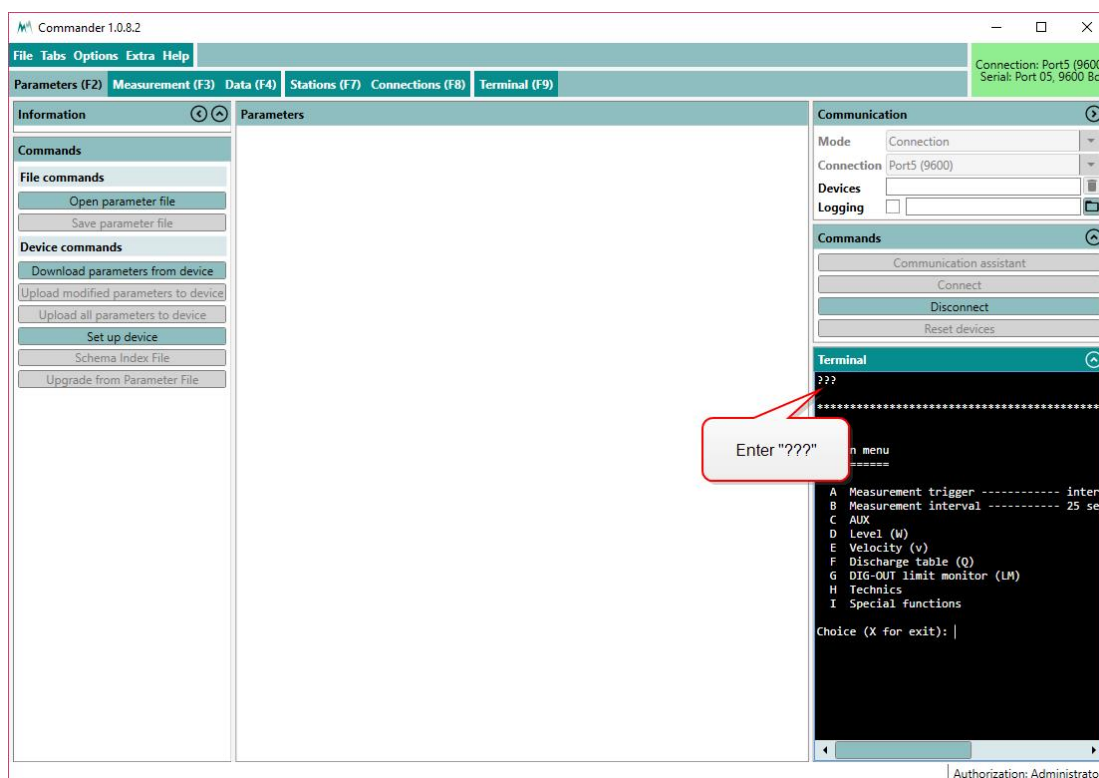 Commander 1.0.8.2
File Tabs Options Extra Help
Connection: Port5 (9600
Serial: Port 05, 9600 Bc
Parameters (F2) Measurement (F3) Data (F4) Stations (F7) Connections (F8) Terminal (F9)
Information
Commands
File commands
Open parameter file
Save parameter file
Device commands
Download parameters from device
Upload modified parameters to device
Upload all parameters to device
Set up device
Schema Index File
Upgrade from Parameter File
Parameters
Communication
Mode Connection
Connection Port5 (9600)
Devices
Logging
Commands
Communication assistant
Connect
Disconnect
Reset devices
Terminal
???
*******************************************
Enter "???"
n menu
======
A Measurement trigger ------------ inter
B Measurement interval ----------- 25 se
C AUX
D Level (W)
E Velocity (v)
F Discharge table (Q)
G DIG-OUT limit monitor (LM)
H Technics
I Special functions
Choice (X for exit):
Authorization: Administrato